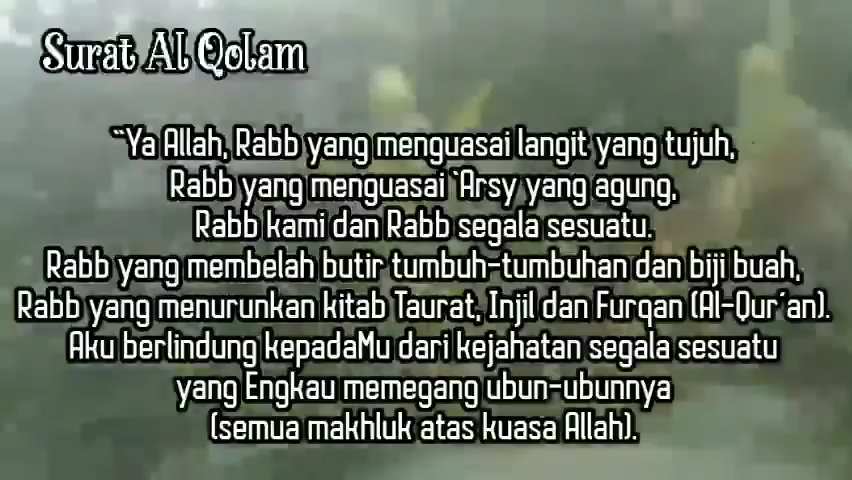 Surat Al Qolam
“Ya Allah, Rabb yang menguasai langit yang tujuh,
Rabb yang menguasai `Arsy yang agung,
Rabb kami dan Rabb segala sesuatu.
Rabb yang membelah butir tumbuh-tumbuhan dan biji buah,
Rabb yang menurunkan kitab Taurat, Injil dan Furqan (Al-Qur´an).
Aku berlindung kepadaMu dari kejahatan segala sesuatu
yang Engkau memegang ubun-ubunnya
(semua makhluk atas kuasa Allah).